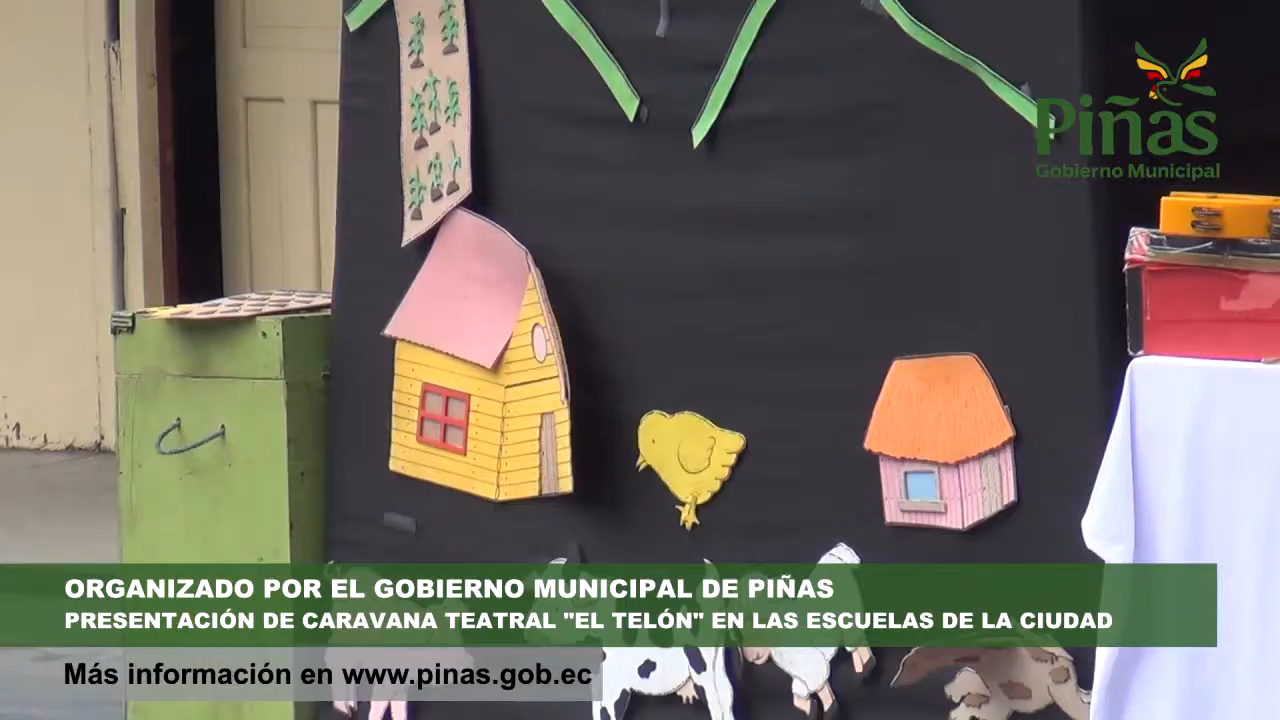 Piñas
Gobierno Municipal
ORGANIZADO POR EL GOBIERNO MUNICIPAL DE PIÑAS
PRESENTACIÓN DE CARAVANA TEATRAL "EL TELÓN" EN LAS ESCUELAS DE LA CIUDAD
Más información en www.pinas.gob.ec